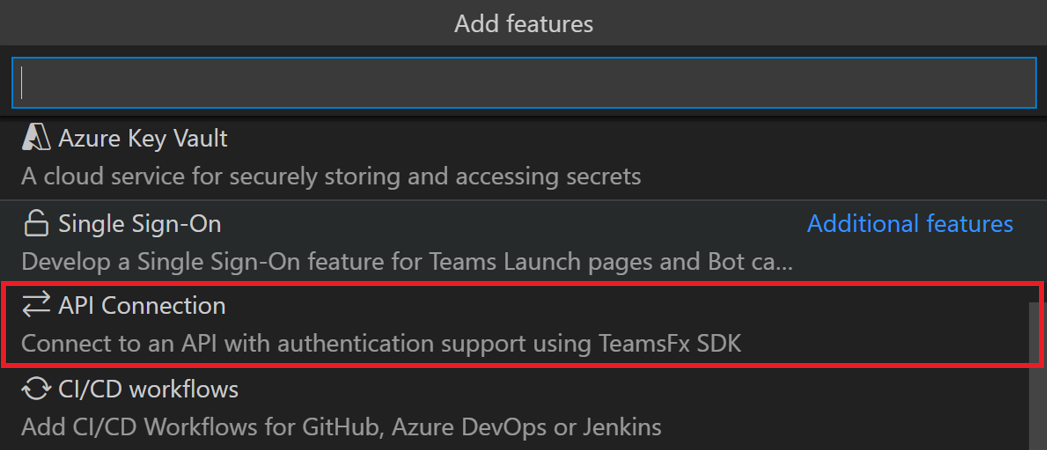 Add features
Azure Key Vault
A cloud service for securely storing and accessing secrets
Single Sign-On Additional features
Develop a Single Sign-On feature for Teams Launch pages and Bot ca...
API Connection
Connect to an API with authentication support using TeamsFx SDK
CI/CD workflows
Add CI/CD Workflows for GitHub, Azure DevOps or Jenkins